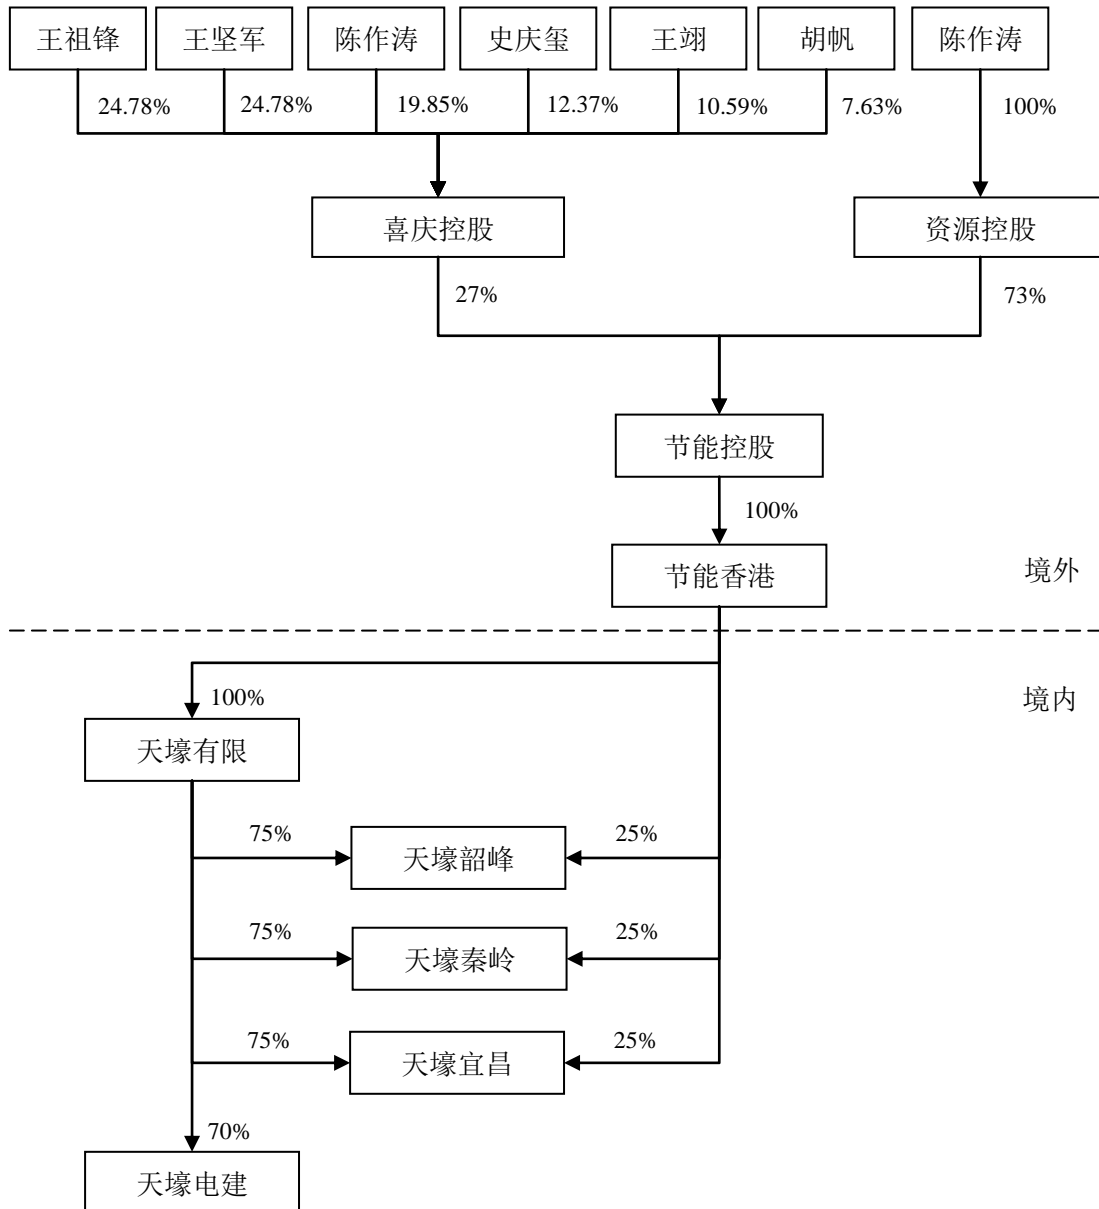 王祖锋 王坚军 陈作涛 史庆玺 王翊 胡帆 陈作涛
24.78% 24.78% 19.85% 12.37% 10.59% 7.63% 100%
喜庆控股 资源控股
27% 73%
节能控股
100%
节能香港
境外
境内
100%
天壕有限
75% 25%
天壕韶峰
75% 25%
天壕秦岭
75% 25%
天壕宜昌
70%
天壕电建